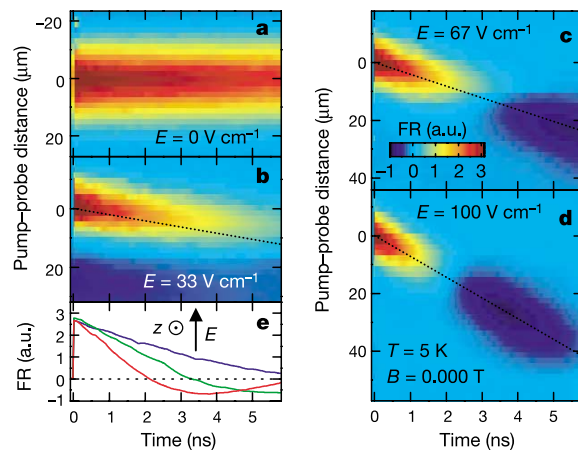 a
-20
0
20
Pump–probe distance (μm)
E = 0 V cm⁻¹
b
0
20
E = 33 V cm⁻¹
e
3
2
1
0
-1
FR (a.u.)
z E
0 1 2 3 4 5
Time (ns)
E = 67 V cm⁻¹ c
0
20
40
Pump–probe distance (μm)
FR (a.u.)
0 1 2 3
E = 100 V cm⁻¹
d
0
20
40
T = 5 K
B = 0.000 T
0 1 2 3 4 5
Time (ns)